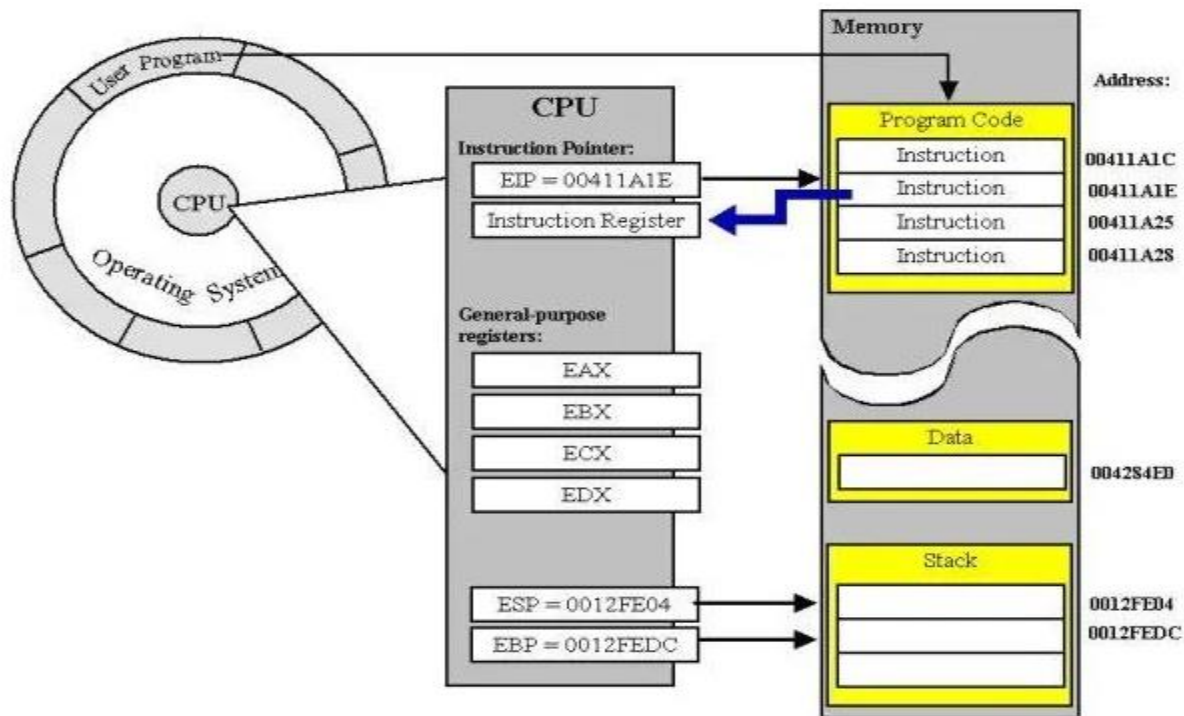 User Program
CPU
Operating System
CPU
Instruction Pointer:
EIP = 00411A1E
Instruction Register
General-purpose
registers:
EAX
EBX
ECX
EDX
ESP = 0012FE04
EBP = 0012FEDC
Memory
Address:
Program Code
Instruction 00411A1C
Instruction 00411A1E
Instruction 00411A25
Instruction 00411A28
Data
004284E0
Stack
0012FE04
0012FEDC